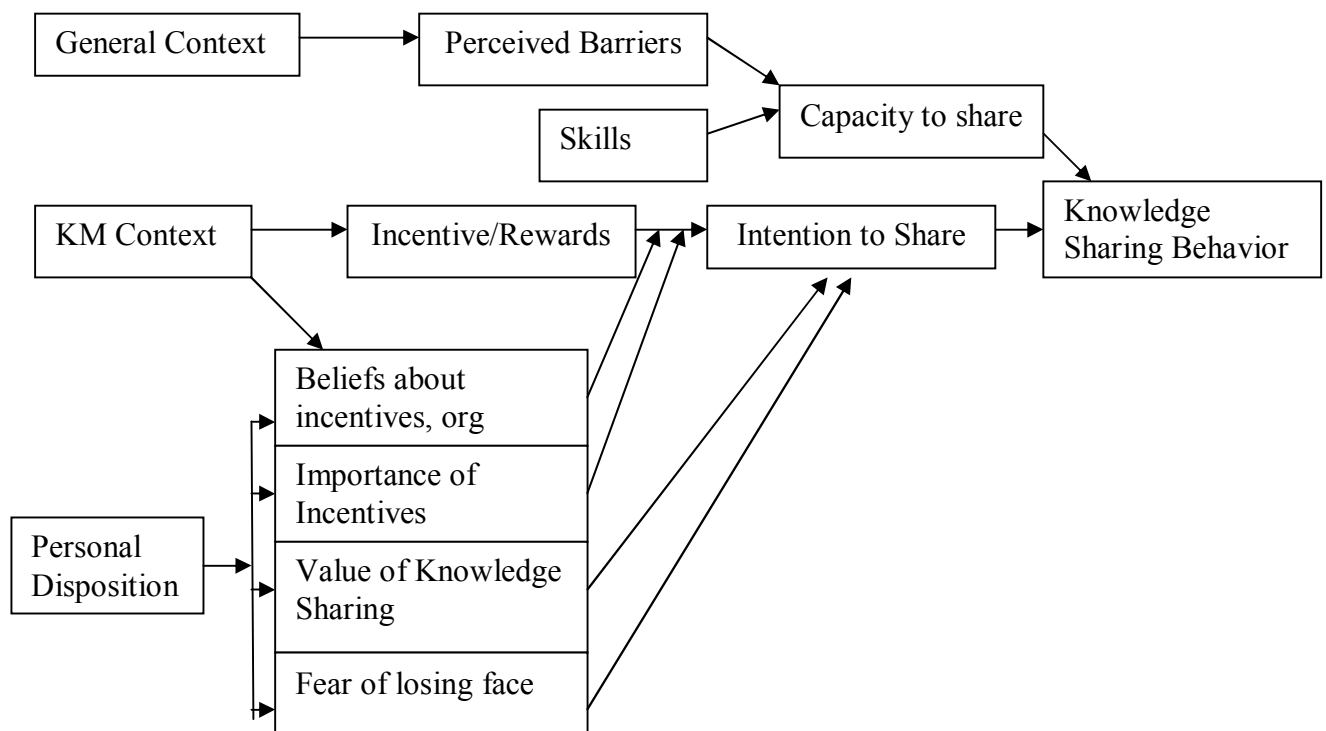 General Context
Perceived Barriers
Skills
Capacity to share
KM Context
Incentive/Rewards
Intention to Share
Knowledge
Sharing Behavior
Beliefs about
incentives, org
Importance of
Incentives
Personal
Disposition
Value of Knowledge
Sharing
Fear of losing face